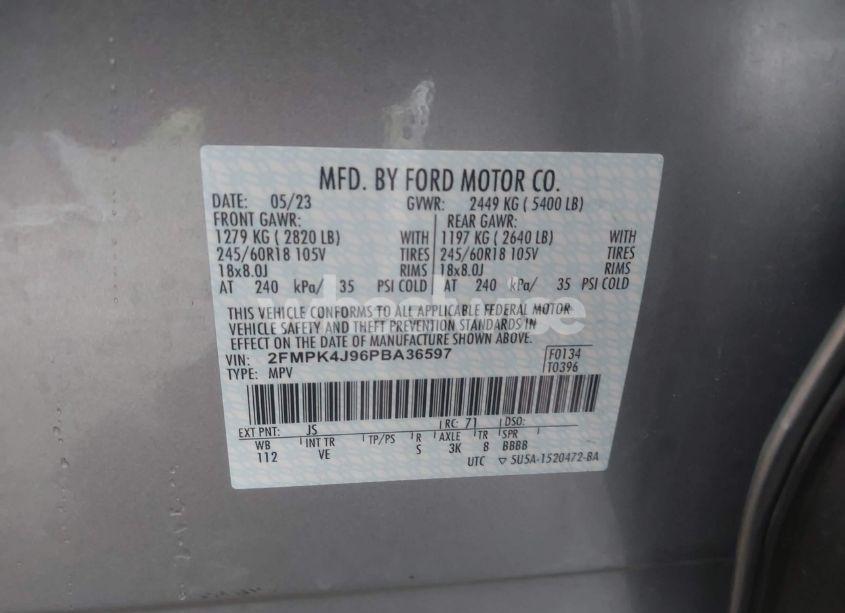 MFD. BY FORD MOTOR CO.
DATE: 05/23 GVWR: 2449 KG ( 5400 LB)
FRONT GAWR: REAR GAWR:
1279 KG ( 2820 LB) WITH 1197 KG ( 2640 LB) WITH
245/60R18 105V TIRES 245/60R18 105V TIRES
18x8.0J RIMS 18x8.0J RIMS
AT 240 kPa/ 35 PSI COLD AT 240 kPa/ 35 PSI COLD
wheelwise
THIS VEHICLE CONFORMS TO ALL APPLICABLE FEDERAL MOTOR
VEHICLE SAFETY AND THEFT PREVENTION STANDARDS IN
EFFECT ON THE DATE OF MANUFACTURE SHOWN ABOVE.
VIN: 2FMPK4J96PBA36597 F0134
TYPE: MPV T0396
EXT PNT: JS RC: 71 DSO:
WB INT TR TP/PS R AXLE TR SPR
112 VE S 3K 8 BBBB
UTC ▽ 5U5A-1520472-BA